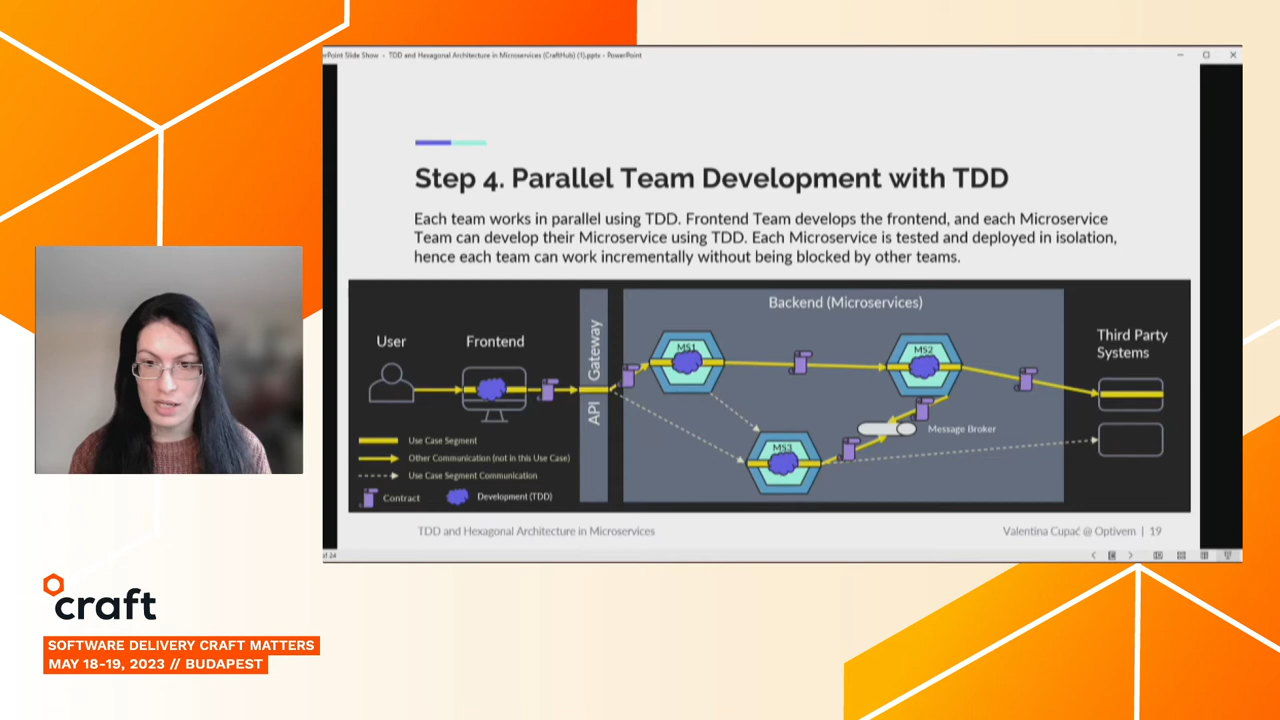 PowerPoint Slide Show - TDD and Hexagonal Architecture in Microservices (CraftHub) (1).pptx - PowerPoint
Step 4. Parallel Team Development with TDD
Each team works in parallel using TDD. Frontend Team develops the frontend, and each Microservice
Team can develop their Microservice using TDD. Each Microservice is tested and deployed in isolation,
hence each team can work incrementally without being blocked by other teams.
User
Frontend
API Gateway
Backend (Microservices)
MS1
MS2
MS3
Message Broker
Third Party
Systems
Use Case Segment
Other Communication (not in this Use Case)
Use Case Segment Communication
Contract
Development (TDD)
TDD and Hexagonal Architecture in Microservices
Valentina Cupać @ Optivem | 19
of 24
craft
SOFTWARE DELIVERY CRAFT MATTERS
MAY 18-19, 2023 // BUDAPEST